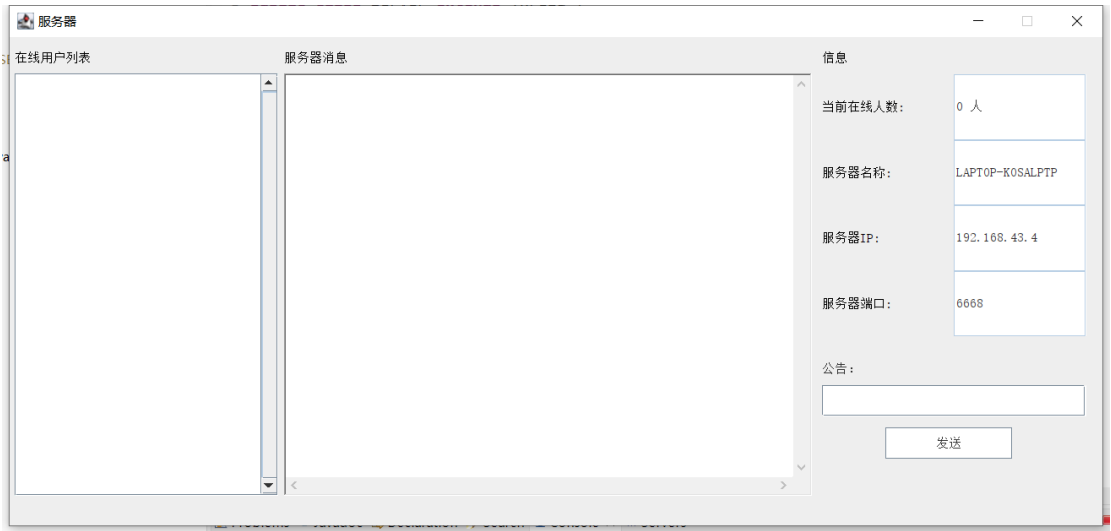 服务器
在线用户列表
服务器消息
信息
当前在线人数:
0 人
服务器名称:
LAPTOP-KOSALPTP
服务器IP:
192.168.43.4
服务器端口:
6668
公告:
发送